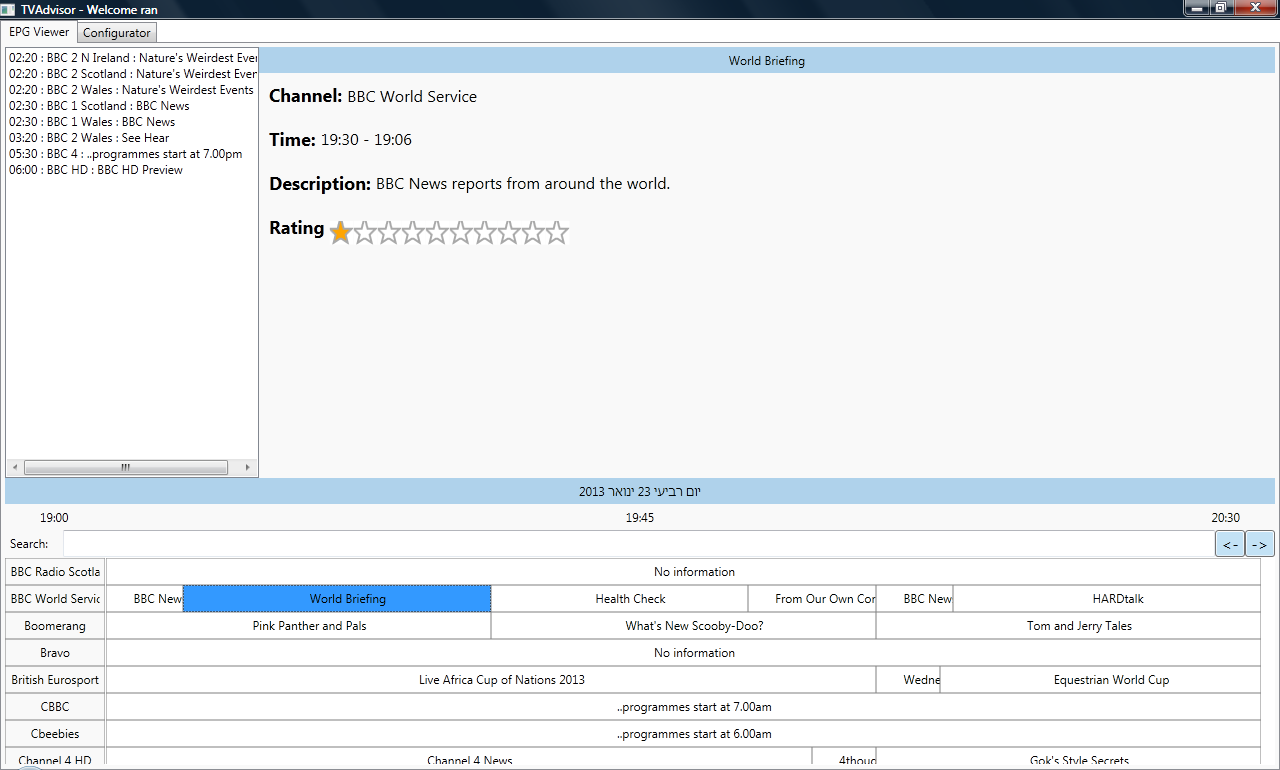 TVAdvisor - Welcome ran
EPG Viewer Configurator
02:20 : BBC 2 N Ireland : Nature's Weirdest Eve
02:20 : BBC 2 Scotland : Nature's Weirdest Ever
02:20 : BBC 2 Wales : Nature's Weirdest Events
02:30 : BBC 1 Scotland : BBC News
02:30 : BBC 1 Wales : BBC News
03:20 : BBC 2 Wales : See Hear
05:30 : BBC 4 : ..programmes start at 7.00pm
06:00 : BBC HD : BBC HD Preview
World Briefing
Channel: BBC World Service
Time: 19:30 - 19:06
Description: BBC News reports from around the world.
Rating
יום רביעי 23 ינואר 2013
19:00 19:45 20:30
Search: <- ->
BBC Radio Scotla No information
BBC World Servic BBC New World Briefing Health Check From Our Own Cor BBC New HARDtalk
Boomerang Pink Panther and Pals What's New Scooby-Doo? Tom and Jerry Tales
Bravo No information
British Eurosport Live Africa Cup of Nations 2013 Wedne Equestrian World Cup
CBBC ..programmes start at 7.00am
Cbeebies ..programmes start at 6.00am
Channel 4 HD Channel 4 News 4thoug Gok's Style Secrets